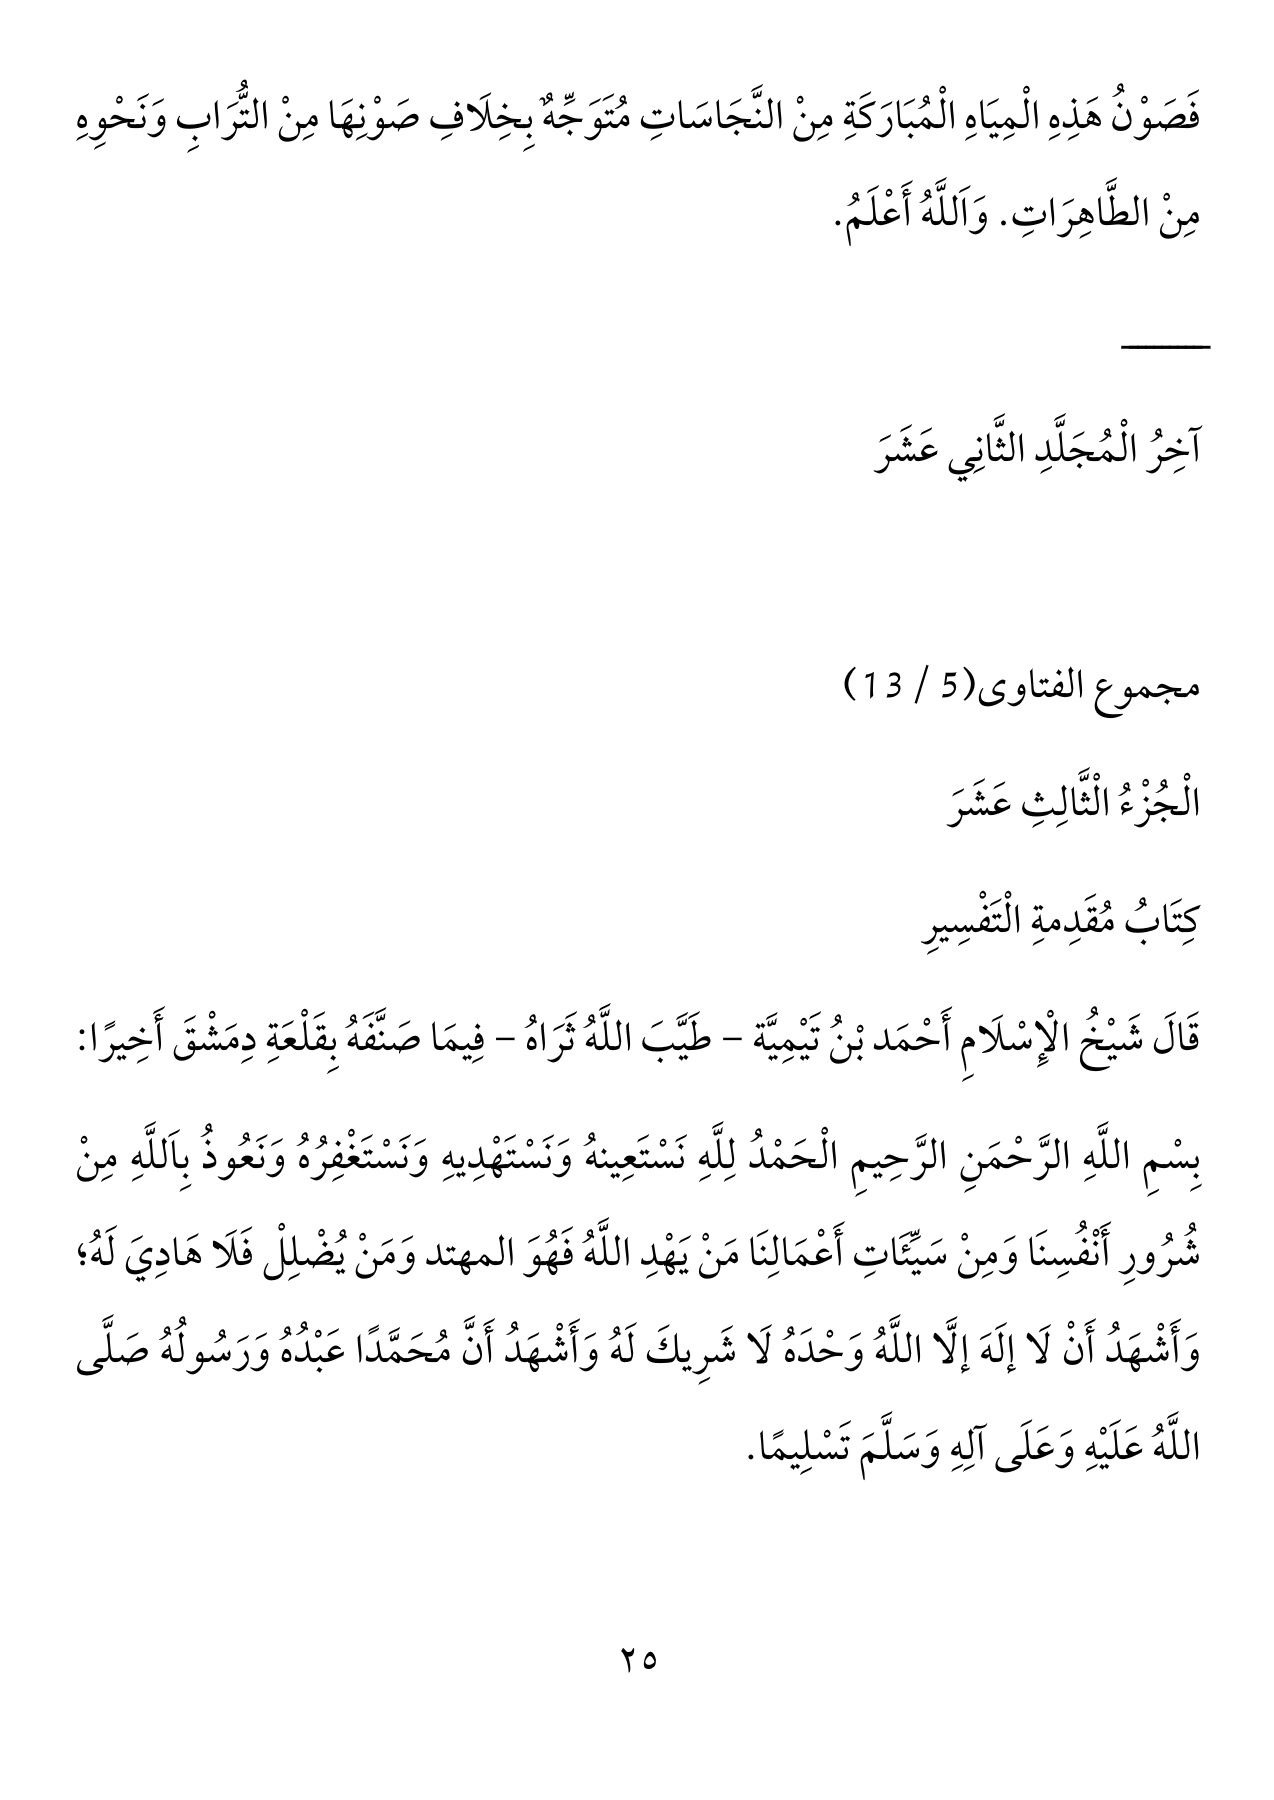 فَصَوْنُ هَذِهِ الْمِيَاهِ الْمُبَارَكَةِ مِنْ النَّجَاسَاتِ مُتَوَجِّهٌ بِخِلَافِ صَوْنِهَا مِنْ التُّرَابِ وَنَحْوِهِ
مِنْ الطَّاهِرَاتِ. وَاَللَّهُ أَعْلَمُ.
آخِرُ الْمُجَلَّدِ الثَّانِي عَشَرَ
مجموع الفتاوى(5 / 13)
الْجُزْءُ الْثَّالِثِ عَشَرَ
كِتَابُ مُقَدِمةِ الْتَفْسِيرِ
قَالَ شَيْخُ الْإِسْلَامِ أَحْمَد بْنُ تَيْمِيَّة – طَيَّبَ اللَّهُ ثَرَاهُ – فِيمَا صَنَّفَهُ بِقَلْعَةِ دِمَشْقَ أَخِيرًا:
بِسْمِ اللَّهِ الرَّحْمَنِ الرَّحِيمِ الْحَمْدُ لِلَّهِ نَسْتَعِينهُ وَنَسْتَهْدِيهِ وَنَسْتَغْفِرُهُ وَنَعُوذُ بِاَللَّهِ مِنْ
شُرُورِ أَنْفُسِنَا وَمِنْ سَيِّئَاتِ أَعْمَالِنَا مَنْ يَهْدِ اللَّهُ فَهُوَ المهتد وَمَنْ يُضْلِلْ فَلَا هَادِيَ لَهُ؛
وَأَشْهَدُ أَنْ لَا إلَهَ إلَّا اللَّهُ وَحْدَهُ لَا شَرِيكَ لَهُ وَأَشْهَدُ أَنَّ مُحَمَّدًا عَبْدُهُ وَرَسُولُهُ صَلَّى
اللَّهُ عَلَيْهِ وَعَلَى آلِهِ وَسَلَّمَ تَسْلِيمًا.
٢٥